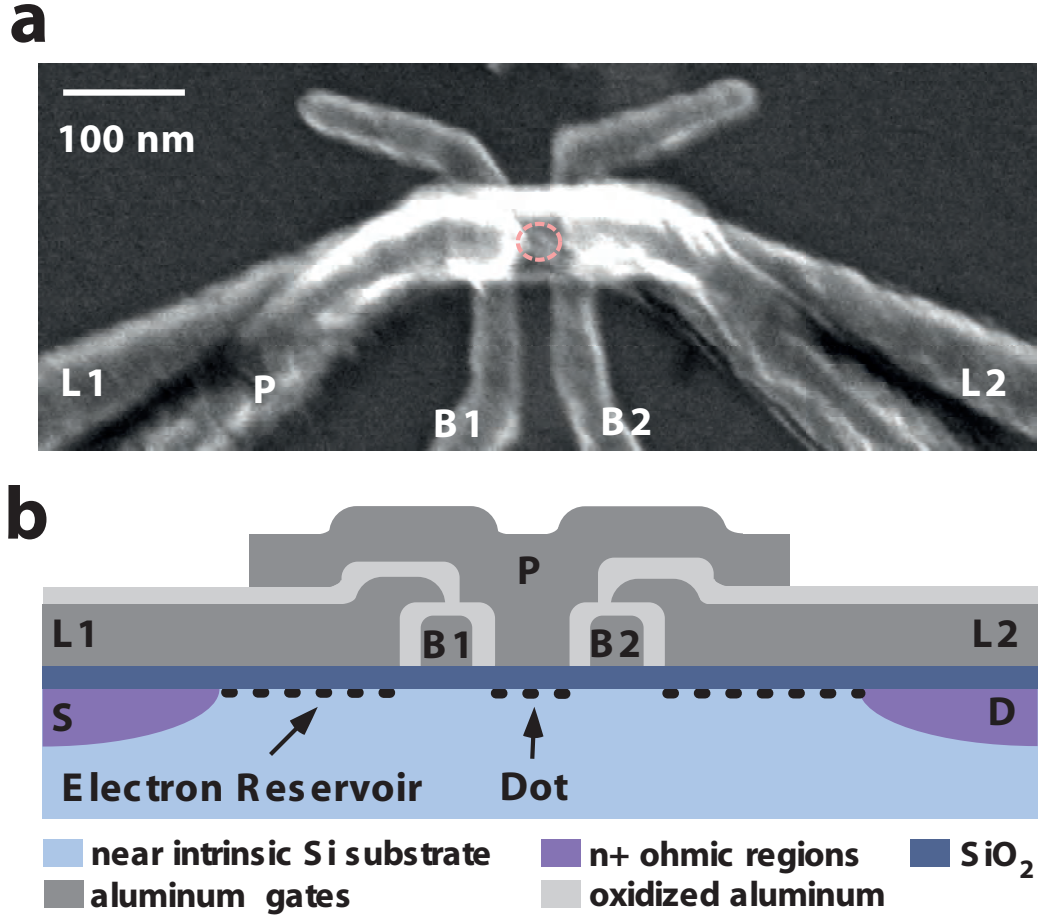 a
100 nm
L1
P
B1
B2
L2
b
P
L1
B1
B2
L2
S
D
Electron Reservoir
Dot
near intrinsic Si substrate
n+ ohmic regions
SiO2
aluminum gates
oxidized aluminum